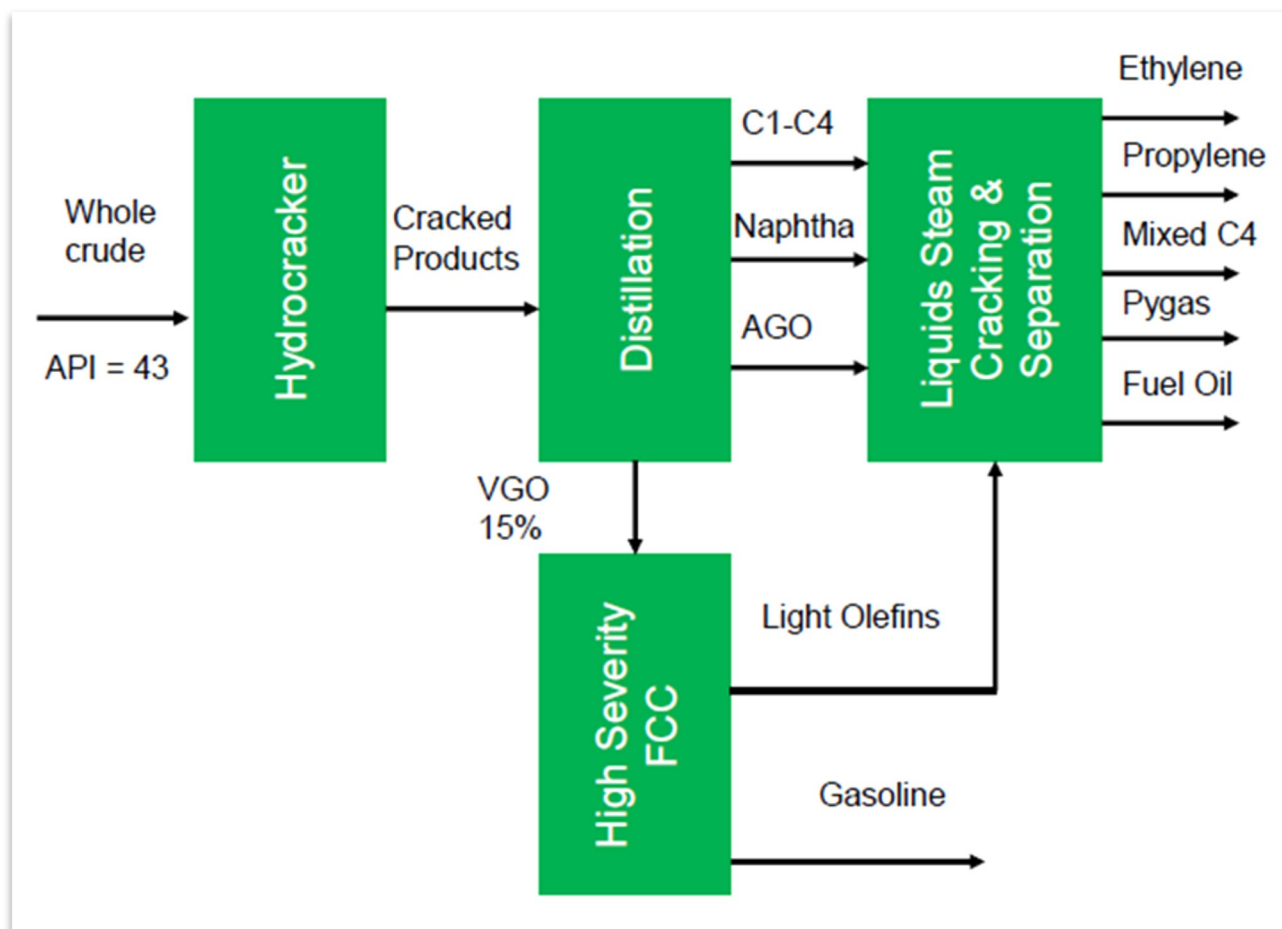 Whole
crude
API = 43
Hydrocracker
Cracked
Products
Distillation
C1-C4
Naphtha
AGO
Liquids Steam
Cracking &
Separation
Ethylene
Propylene
Mixed C4
Pygas
Fuel Oil
VGO
15%
High Severity
FCC
Light Olefins
Gasoline